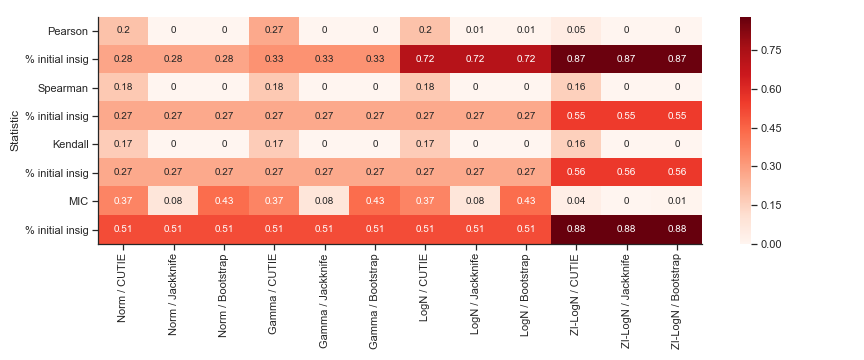 Statistic
Pearson 0.2 0 0 0.27 0 0 0.2 0.01 0.01 0.05 0 0
% initial insig 0.28 0.28 0.28 0.33 0.33 0.33 0.72 0.72 0.72 0.87 0.87 0.87
Spearman 0.18 0 0 0.18 0 0 0.18 0 0 0.16 0 0
% initial insig 0.27 0.27 0.27 0.27 0.27 0.27 0.27 0.27 0.27 0.55 0.55 0.55
Kendall 0.17 0 0 0.17 0 0 0.17 0 0 0.16 0 0
% initial insig 0.27 0.27 0.27 0.27 0.27 0.27 0.27 0.27 0.27 0.56 0.56 0.56
MIC 0.37 0.08 0.43 0.37 0.08 0.43 0.37 0.08 0.43 0.04 0 0.01
% initial insig 0.51 0.51 0.51 0.51 0.51 0.51 0.51 0.51 0.51 0.88 0.88 0.88
Norm / CUTIE
Norm / Jackknife
Norm / Bootstrap
Gamma / CUTIE
Gamma / Jackknife
Gamma / Bootstrap
LogN / CUTIE
LogN / Jackknife
LogN / Bootstrap
ZI-LogN / CUTIE
ZI-LogN / Jackknife
ZI-LogN / Bootstrap
0.75
0.60
0.45
0.30
0.15
0.00